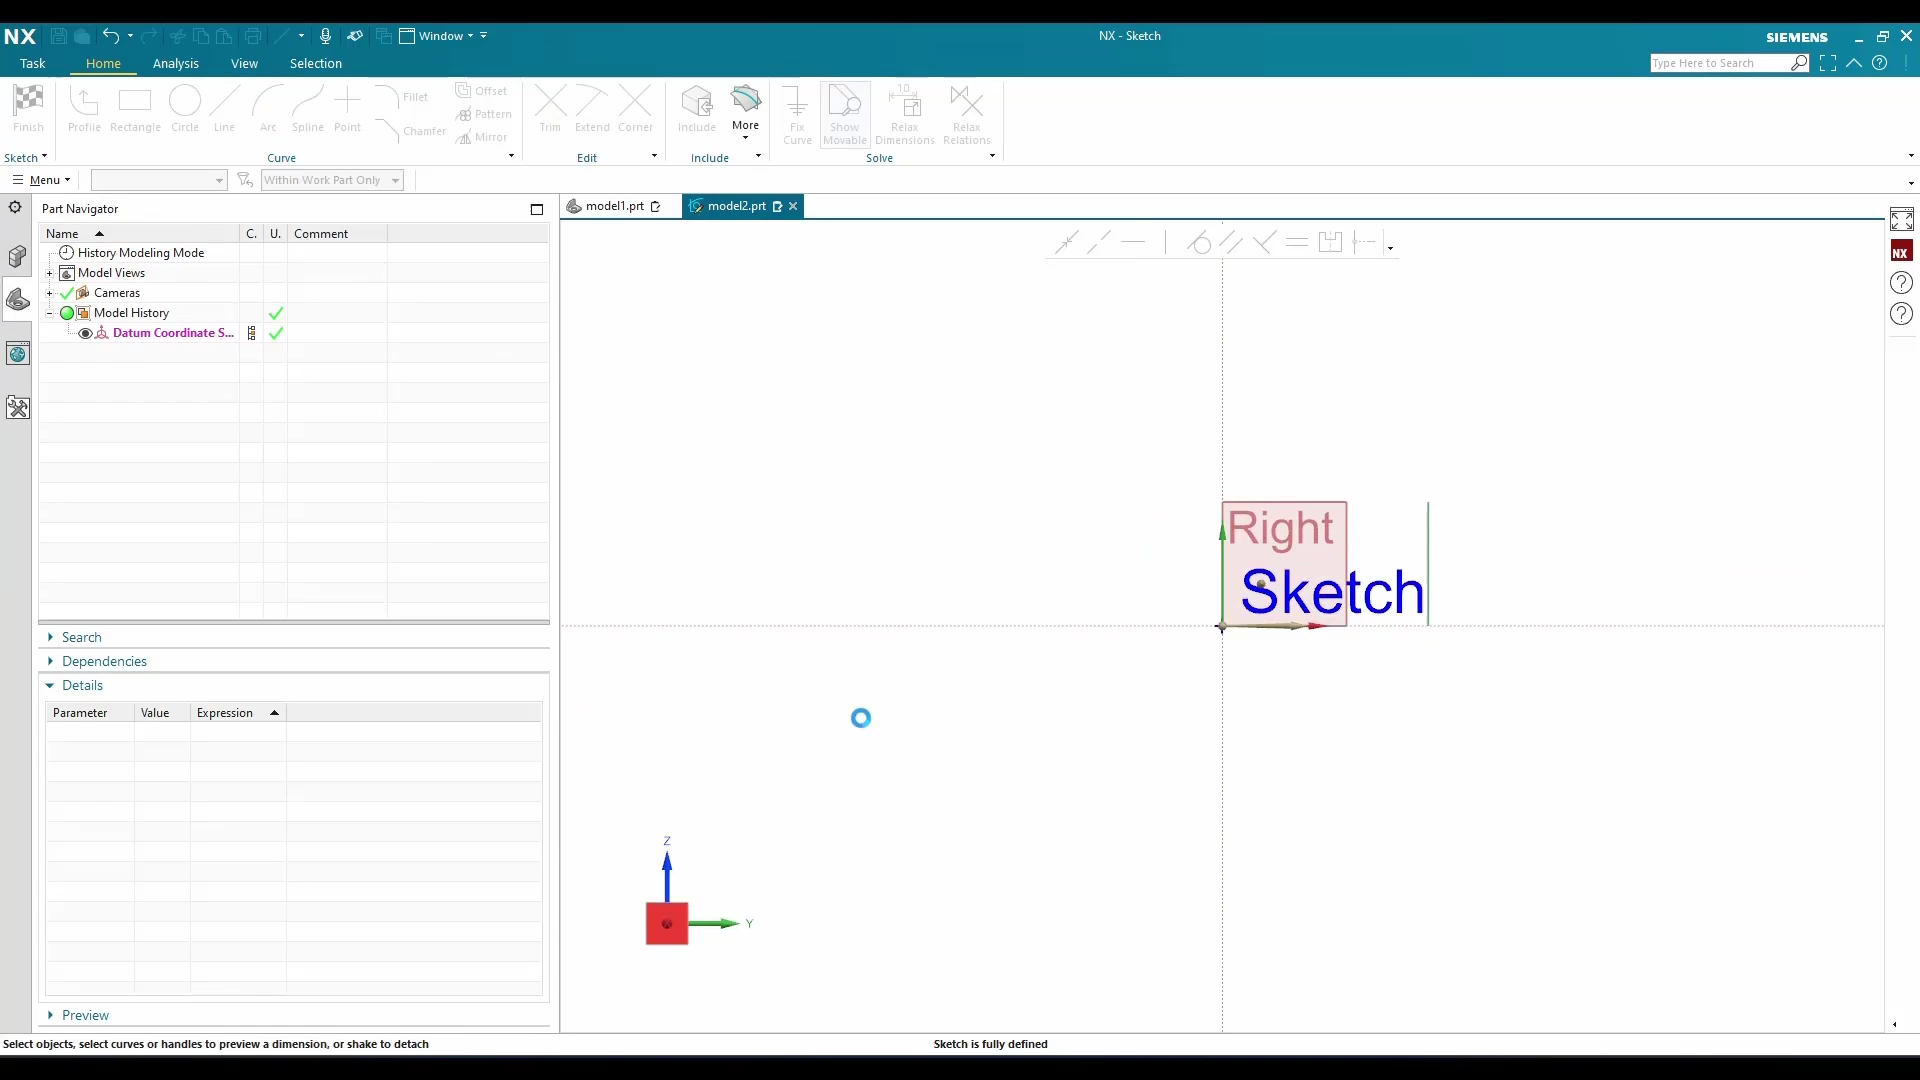 NX
Window
NX - Sketch
SIEMENS
Task
Home
Analysis
View
Selection
Type Here to Search
Finish
Profile
Rectangle
Circle
Line
Arc
Spline
Point
Fillet
Chamfer
Offset
Pattern
Mirror
Trim
Extend
Corner
Include
More
Fix
Curve
Show
Movable
1.0
Relax
Dimensions
Relax
Relations
Sketch
Curve
Edit
Include
Solve
Menu
Within Work Part Only
Part Navigator
model1.prt
model2.prt
Name
C.
U.
Comment
History Modeling Mode
Model Views
Cameras
Model History
Datum Coordinate S...
NX
Right
Sketch
Search
Dependencies
Details
Parameter
Value
Expression
Z
Y
Preview
Select objects, select curves or handles to preview a dimension, or shake to detach
Sketch is fully defined